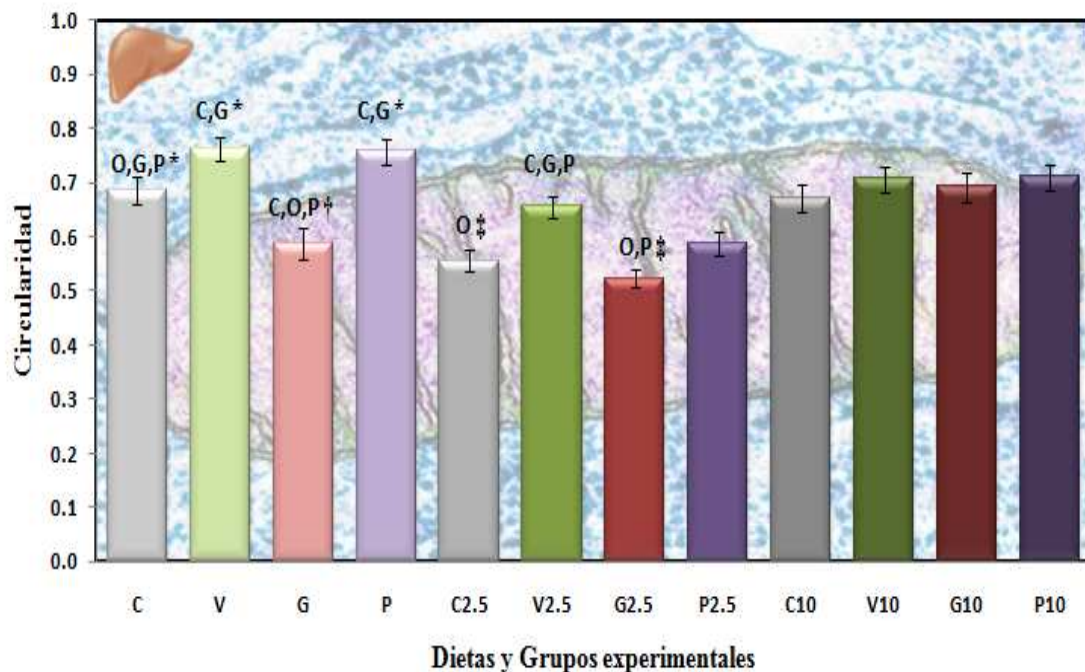 1.0
0.9
0.8
0.7
0.6
0.5
0.4
0.3
0.2
0.1
0.0
Circularidad
O,G,P*
C,G*
C,O,P†
C,G*
O‡
C,G,P
O,P‡
C V G P C2.5 V2.5 G2.5 P2.5 C10 V10 G10 P10
Dietas y Grupos experimentales